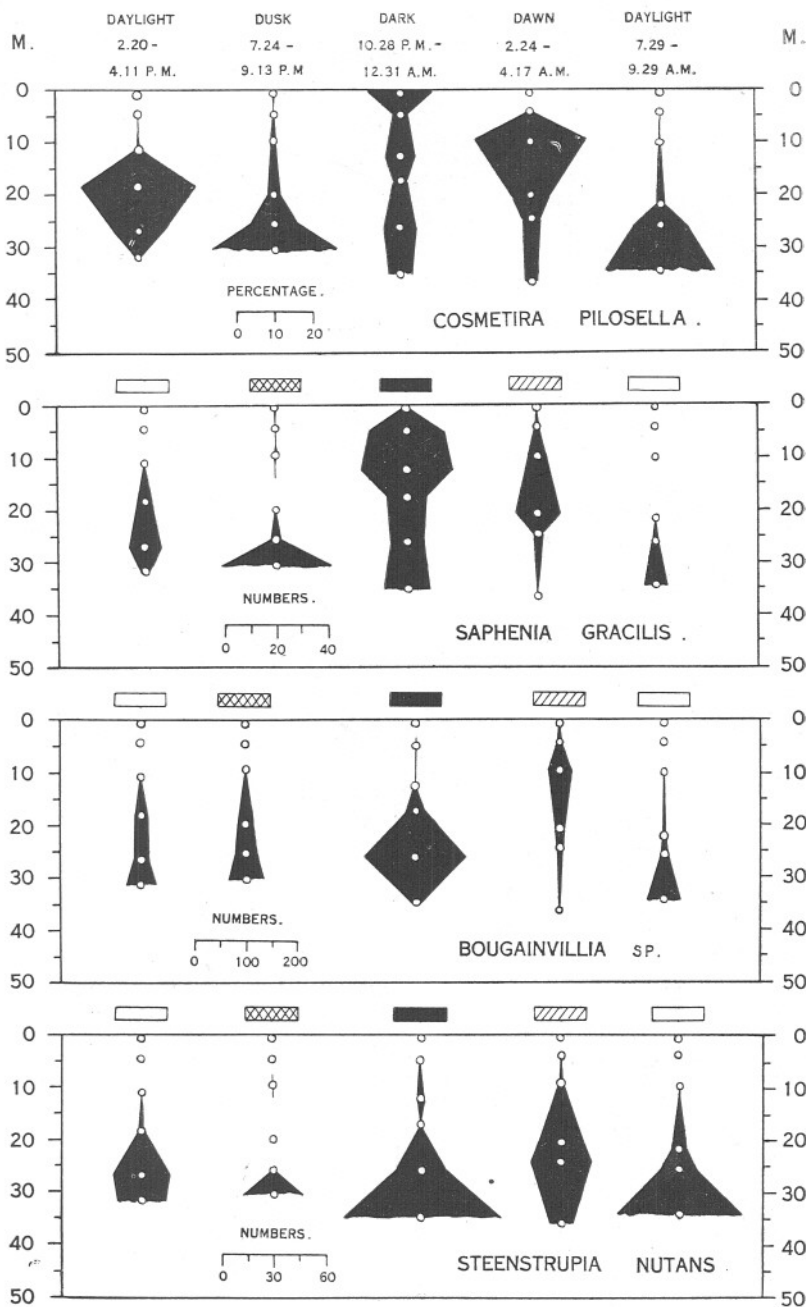 DAYLIGHT DUSK DARK DAWN DAYLIGHT
M. 2.20 - 7.24 - 10.28 P.M. - 2.24 - 7.29 - M.
4.11 P.M. 9.13 P.M 12.31 A.M. 4.17 A.M. 9.29 A.M.
0 0
10 10
20 20
30 30
PERCENTAGE.
0 10 20
COSMETIRA PILOSELLA .
40 40
50 50
0 0
10 10
20 20
30 30
NUMBERS.
0 20 40
SAPHENIA GRACILIS .
40 40
50 50
0 0
10 10
20 20
30 30
NUMBERS.
0 100 200
BOUGAINVILLIA SP.
40 40
50 50
0 0
10 10
20 20
30 30
NUMBERS.
0 30 60
STEENSTRUPIA NUTANS
40 40
50 50